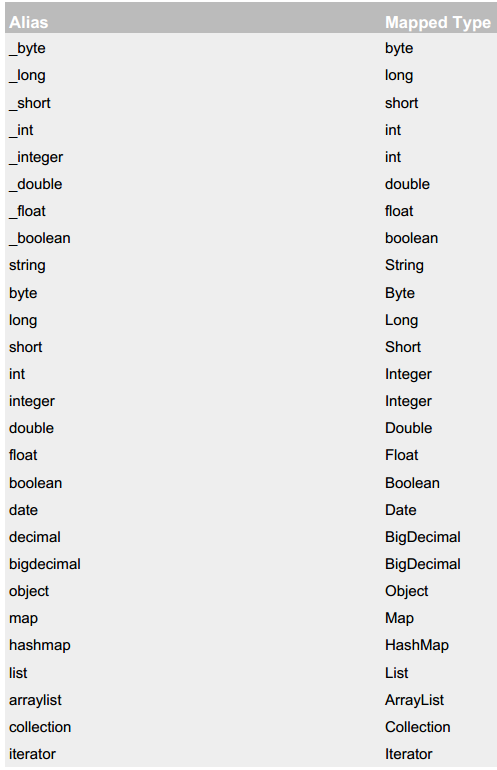 Alias Mapped Type
_byte byte
_long long
_short short
_int int
_integer int
_double double
_float float
_boolean boolean
string String
byte Byte
long Long
short Short
int Integer
integer Integer
double Double
float Float
boolean Boolean
date Date
decimal BigDecimal
bigdecimal BigDecimal
object Object
map Map
hashmap HashMap
list List
arraylist ArrayList
collection Collection
iterator Iterator